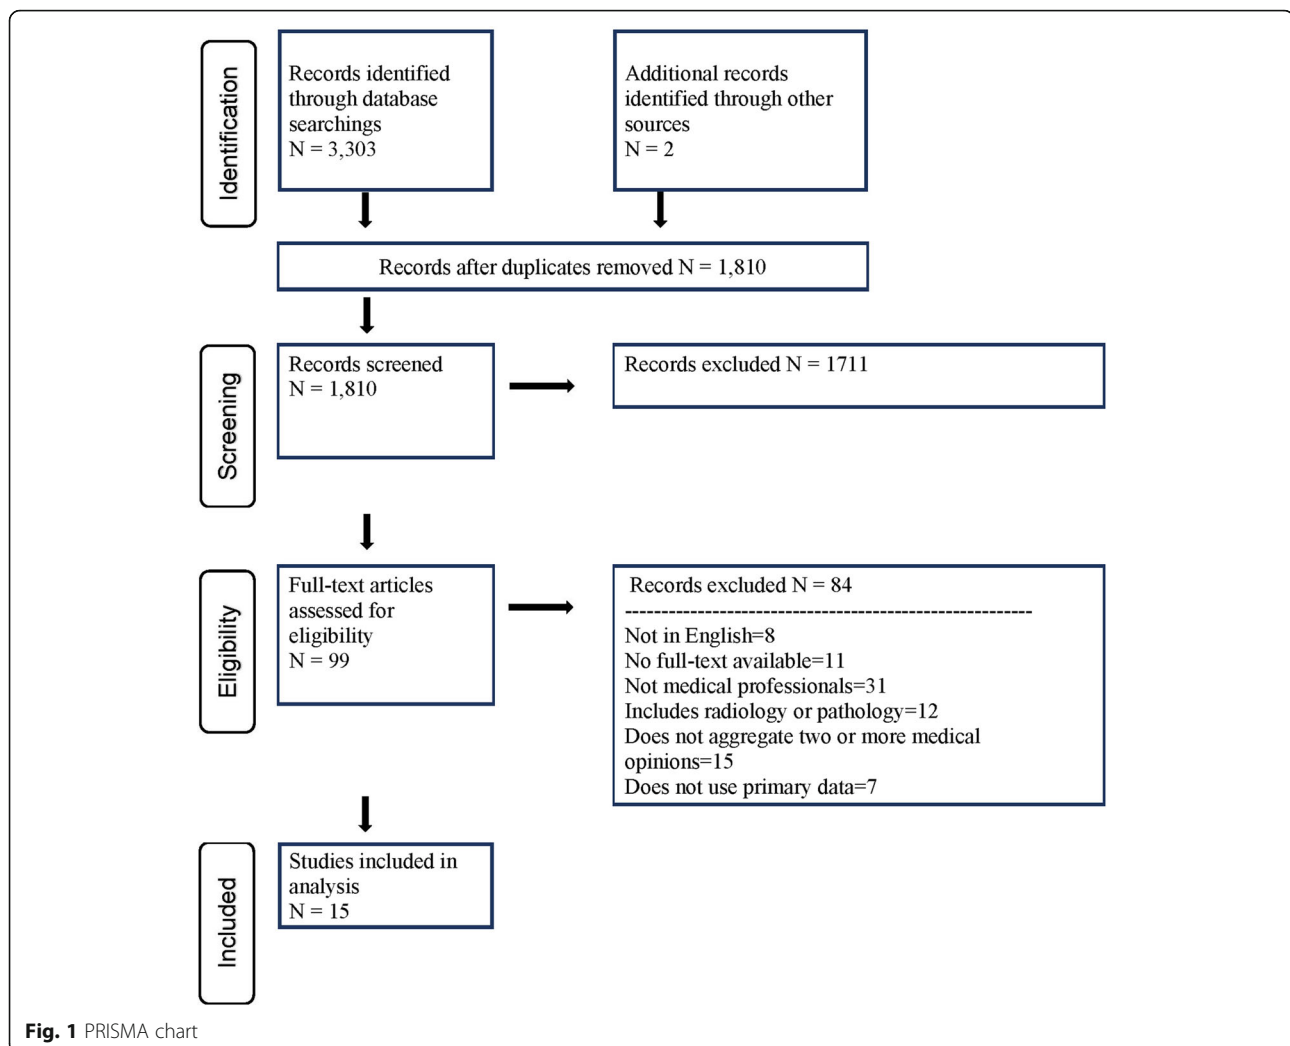 Identification
Records identified
through database
searchings
N = 3,303
Additional records
identified through other
sources
N = 2
Records after duplicates removed N = 1,810
Screening
Records screened
N = 1,810
Records excluded N = 1711
Eligibility
Full-text articles
assessed for
eligibility
N = 99
Records excluded N = 84
--------------------------------------------------------
Not in English=8
No full-text available=11
Not medical professionals=31
Includes radiology or pathology=12
Does not aggregate two or more medical
opinions=15
Does not use primary data=7
Included
Studies included in
analysis
N = 15
Fig. 1 PRISMA chart